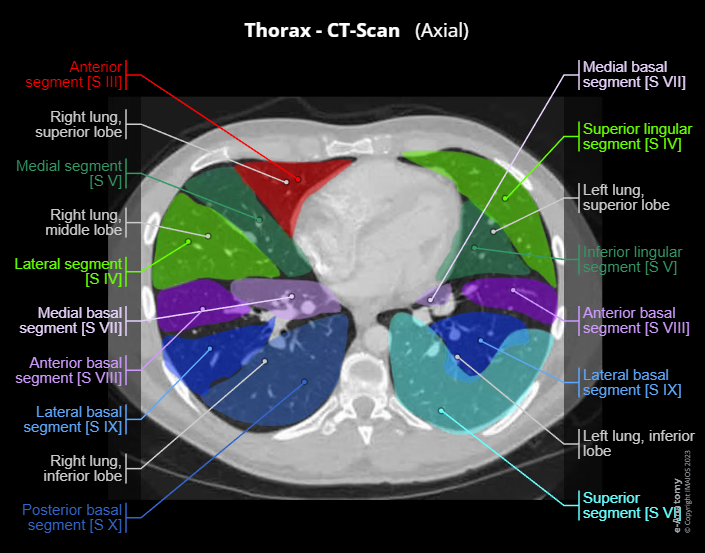 Thorax - CT-Scan (Axial)
Anterior
segment [S III]
Right lung,
superior lobe
Medial segment
[S V]
Right lung,
middle lobe
Lateral segment
[S IV]
Medial basal
segment [S VII]
Anterior basal
segment [S VIII]
Lateral basal
segment [S IX]
Right lung,
inferior lobe
Posterior basal
segment [S X]
Medial basal
segment [S VII]
Superior lingular
segment [S IV]
Left lung,
superior lobe
Inferior lingular
segment [S V]
Anterior basal
segment [S VIII]
Lateral basal
segment [S IX]
Left lung, inferior
lobe
Superior
segment
e-Anatomy
© Copyright IMAIOS 2023